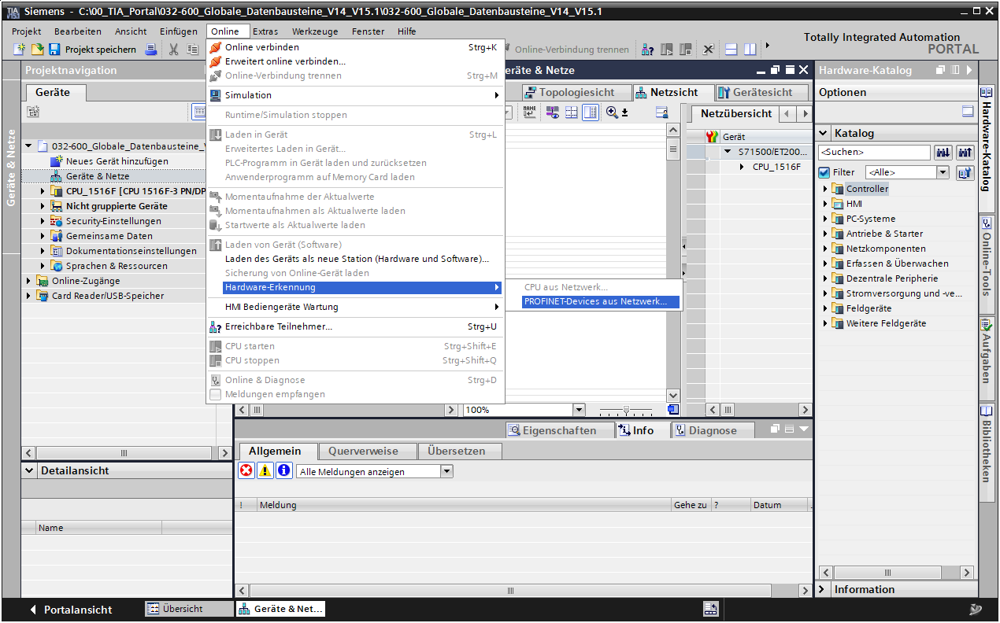 Siemens - C:\00_TIA_Portal\032-600_Globale_Datenbausteine_V14_V15.1\032-600_Globale_Datenbausteine_V14_V15.1
Projekt Bearbeiten Ansicht Einfügen Online Extras Werkzeuge Fenster Hilfe
Totally Integrated Automation
PORTAL
Projekt speichern
Online-Verbindung trennen
Projektnavigation
Geräte
Geräte & Netze
032-600_Globale_Datenbausteine_V
Neues Gerät hinzufügen
Geräte & Netze
CPU_1516F [CPU 1516F-3 PN/DP
Nicht gruppierte Geräte
Security-Einstellungen
Gemeinsame Daten
Dokumentationseinstellungen
Sprachen & Ressourcen
Online-Zugänge
Card Reader/USB-Speicher
Detailansicht
Name
Online verbinden Strg+K
Erweitert online verbinden...
Online-Verbindung trennen Strg+M
Simulation
Runtime/Simulation stoppen
Laden in Gerät Strg+L
Erweitertes Laden in Gerät...
PLC-Programm in Gerät laden und zurücksetzen
Anwenderprogramm auf Memory Card laden
Momentaufnahme der Aktualwerte
Momentaufnahmen als Aktualwerte laden
Startwerte als Aktualwerte laden
Laden von Gerät (Software)
Laden des Geräts als neue Station (Hardware und Software)...
Sicherung von Online-Gerät laden
Hardware-Erkennung
HMI Bediengeräte Wartung
Erreichbare Teilnehmer... Strg+U
CPU starten Strg+Shift+E
CPU stoppen Strg+Shift+Q
Online & Diagnose Strg+D
Meldungen empfangen
CPU aus Netzwerk...
PROFINET-Devices aus Netzwerk...
eräte & Netze
Topologiesicht Netzsicht Gerätesicht
NAME
Netzübersicht
Gerät
S71500/ET200...
CPU_1516F
100%
Eigenschaften Info Diagnose
Allgemein Querverweise Übersetzen
Alle Meldungen anzeigen
! Meldung Gehe zu ? Datum
Hardware-Katalog
Optionen
Katalog
<Suchen>
Filter <Alle>
Controller
HMI
PC-Systeme
Antriebe & Starter
Netzkomponenten
Erfassen & Überwachen
Dezentrale Peripherie
Stromversorgung und -ve...
Feldgeräte
Weitere Feldgeräte
Information
Hardware-Katalog
Online-Tools
Aufgaben
Bibliotheken
Portalansicht Übersicht Geräte & Net...